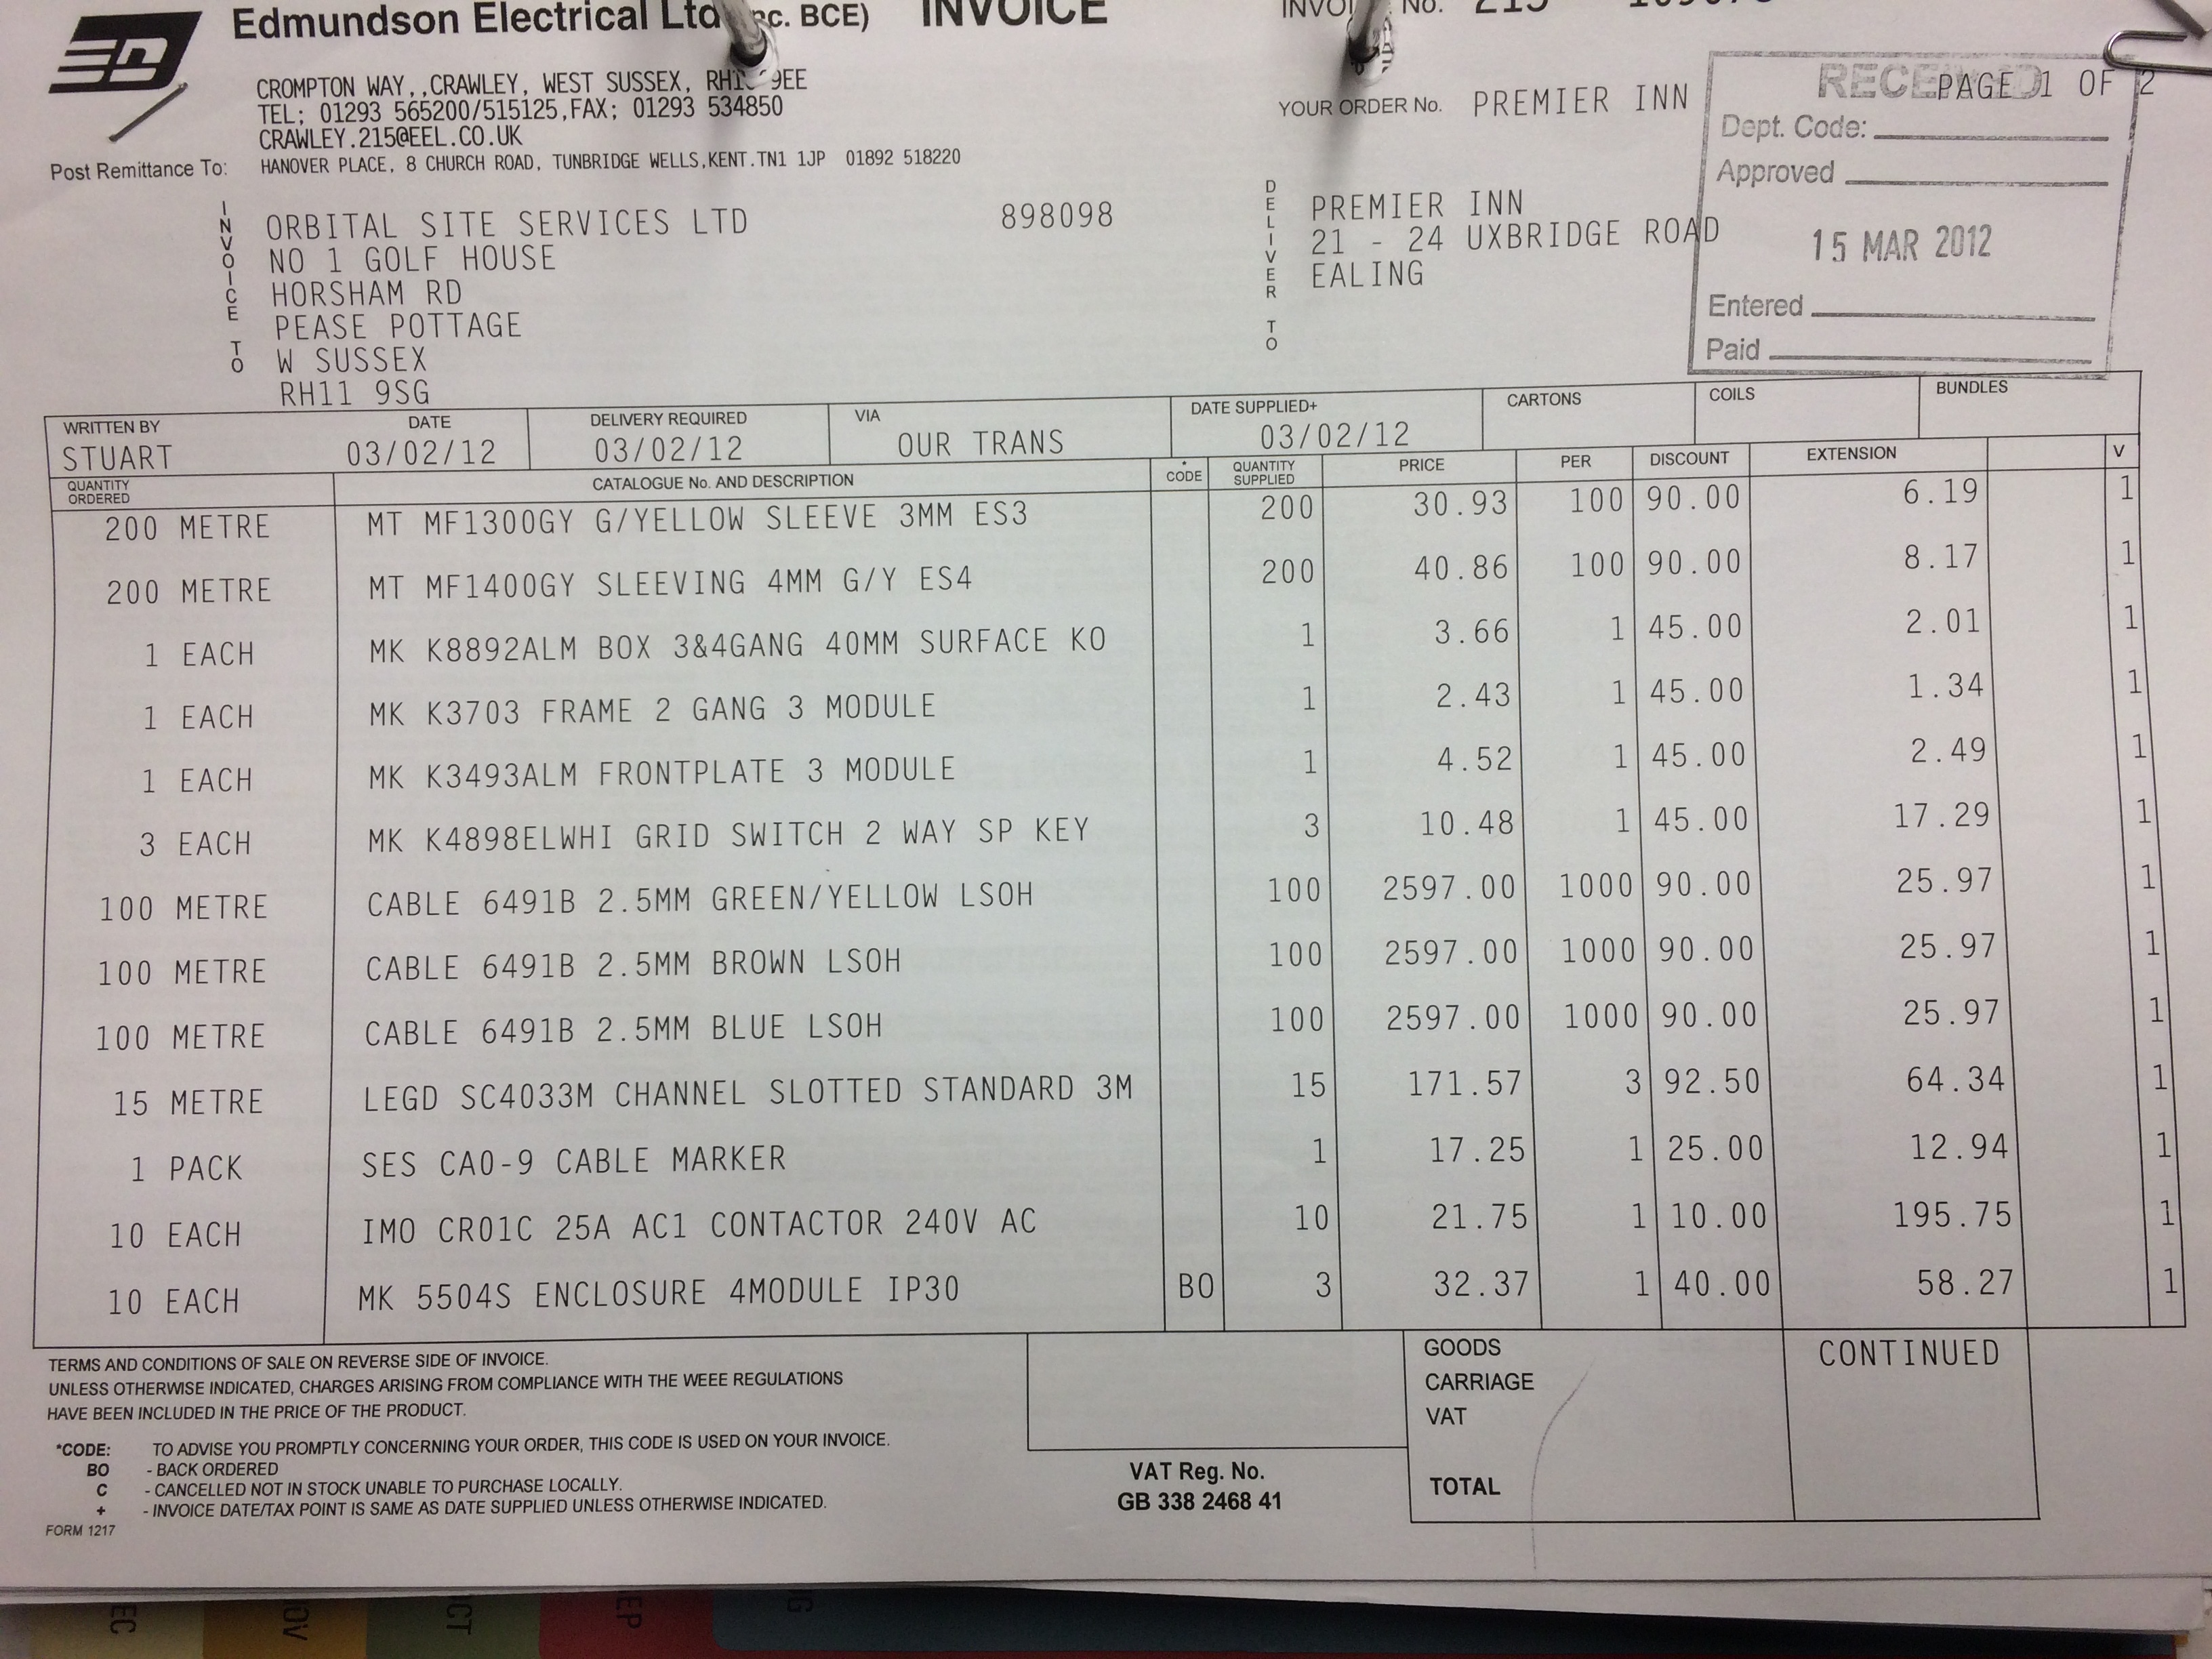 Edmundson Electrical Ltd nc. BCE) INVOICE
INVOI No. 215
CROMPTON WAY,,CRAWLEY, WEST SUSSEX, 9EE
TEL; 01293 565200/515125,FAX; 01293 534850
CRAWLEY.215@EEL.CO.UK
Post Remittance To: HANOVER PLACE, 8 CHURCH ROAD, TUNBRIDGE WELLS,KENT.TN1 1JP 01892 518220
YOUR ORDER No. PREMIER INN
RECEIVED PAGE 1 OF 2
Dept. Code:
Approved
15 MAR 2012
Entered
Paid
INVOICE TO
ORBITAL SITE SERVICES LTD 898098
NO 1 GOLF HOUSE
HORSHAM RD
PEASE POTTAGE
W SUSSEX
RH11 9SG
DELIVER TO
PREMIER INN
21 - 24 UXBRIDGE ROAD
EALING
WRITTEN BY DATE DELIVERY REQUIRED VIA DATE SUPPLIED+ CARTONS COILS BUNDLES
STUART 03/02/12 03/02/12 OUR TRANS 03/02/12
QUANTITY ORDERED CATALOGUE No. AND DESCRIPTION * CODE QUANTITY SUPPLIED PRICE PER DISCOUNT EXTENSION V
200 METRE MT MF1300GY G/YELLOW SLEEVE 3MM ES3 200 30.93 100 90.00 6.19 1
200 METRE MT MF1400GY SLEEVING 4MM G/Y ES4 200 40.86 100 90.00 8.17 1
1 EACH MK K8892ALM BOX 3&4GANG 40MM SURFACE KO 1 3.66 1 45.00 2.01 1
1 EACH MK K3703 FRAME 2 GANG 3 MODULE 1 2.43 1 45.00 1.34 1
1 EACH MK K3493ALM FRONTPLATE 3 MODULE 1 4.52 1 45.00 2.49 1
3 EACH MK K4898ELWHI GRID SWITCH 2 WAY SP KEY 3 10.48 1 45.00 17.29 1
100 METRE CABLE 6491B 2.5MM GREEN/YELLOW LSOH 100 2597.00 1000 90.00 25.97 1
100 METRE CABLE 6491B 2.5MM BROWN LSOH 100 2597.00 1000 90.00 25.97 1
100 METRE CABLE 6491B 2.5MM BLUE LSOH 100 2597.00 1000 90.00 25.97 1
15 METRE LEGD SC4033M CHANNEL SLOTTED STANDARD 3M 15 171.57 3 92.50 64.34 1
1 PACK SES CA0-9 CABLE MARKER 1 17.25 1 25.00 12.94 1
10 EACH IMO CR01C 25A AC1 CONTACTOR 240V AC 10 21.75 1 10.00 195.75 1
10 EACH MK 5504S ENCLOSURE 4MODULE IP30 BO 3 32.37 1 40.00 58.27 1
TERMS AND CONDITIONS OF SALE ON REVERSE SIDE OF INVOICE.
UNLESS OTHERWISE INDICATED, CHARGES ARISING FROM COMPLIANCE WITH THE WEEE REGULATIONS
HAVE BEEN INCLUDED IN THE PRICE OF THE PRODUCT.
*CODE: TO ADVISE YOU PROMPTLY CONCERNING YOUR ORDER, THIS CODE IS USED ON YOUR INVOICE.
BO - BACK ORDERED
C - CANCELLED NOT IN STOCK UNABLE TO PURCHASE LOCALLY.
+ - INVOICE DATE/TAX POINT IS SAME AS DATE SUPPLIED UNLESS OTHERWISE INDICATED.
FORM 1217
VAT Reg. No.
GB 338 2468 41
GOODS CONTINUED
CARRIAGE
VAT
TOTAL
EC
OV
CT
EP